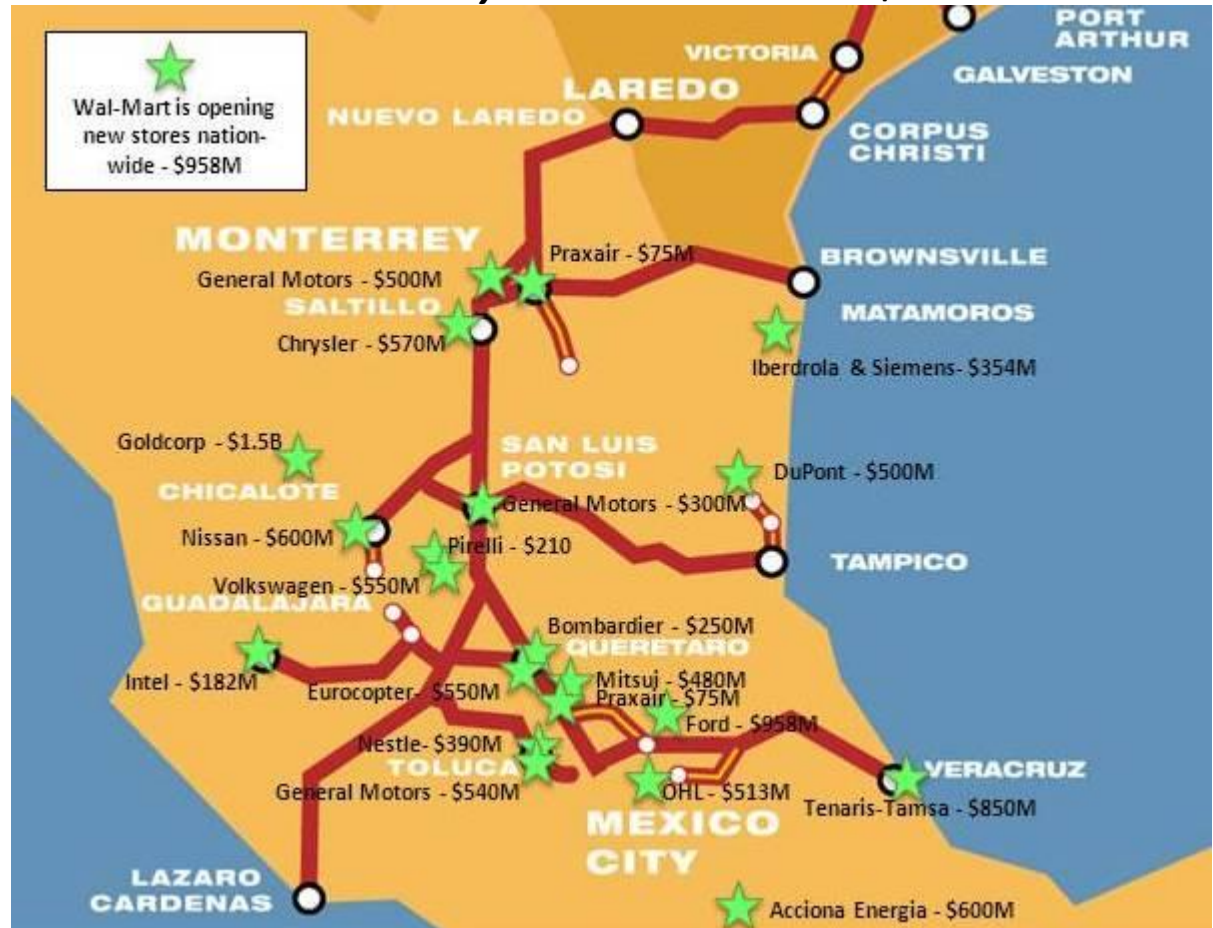 PORT
ARTHUR
VICTORIA
GALVESTON
Wal-Mart is opening
new stores nation-
wide - $958M
LAREDO
NUEVO LAREDO
CORPUS
CHRISTI
MONTERREY
Praxair - $75M
BROWNSVILLE
General Motors - $500M
SALTILLO
MATAMOROS
Chrysler - $570M
Iberdrola & Siemens- $354M
Goldcorp - $1.5B
SAN LUIS
POTOSI
DuPont - $500M
CHICALOTE
General Motors - $300M
Nissan - $600M
Pirelli - $210
TAMPICO
Volkswagen - $550M
GUADALAJARA
Bombardier - $250M
QUERETARO
Intel - $182M
Mitsui - $480M
Eurocopter- $550M
Praxair - $75M
Ford - $958M
Nestle- $390M
TOLUCA
VERACRUZ
General Motors - $540M
OHL - $513M
Tenaris-Tamsa - $850M
MEXICO
CITY
LAZARO
CARDENAS
Acciona Energia - $600M